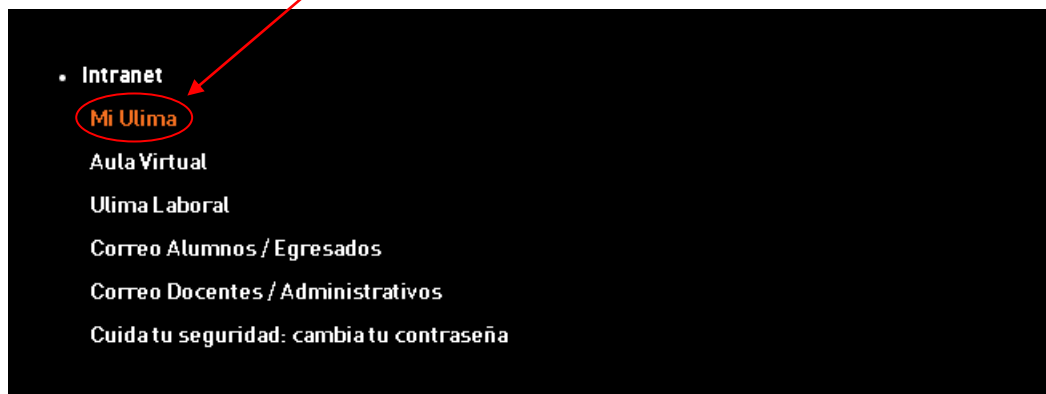 • Intranet
Mi Ulima
Aula Virtual
Ulima Laboral
Correo Alumnos / Egresados
Correo Docentes / Administrativos
Cuida tu seguridad: cambia tu contraseña